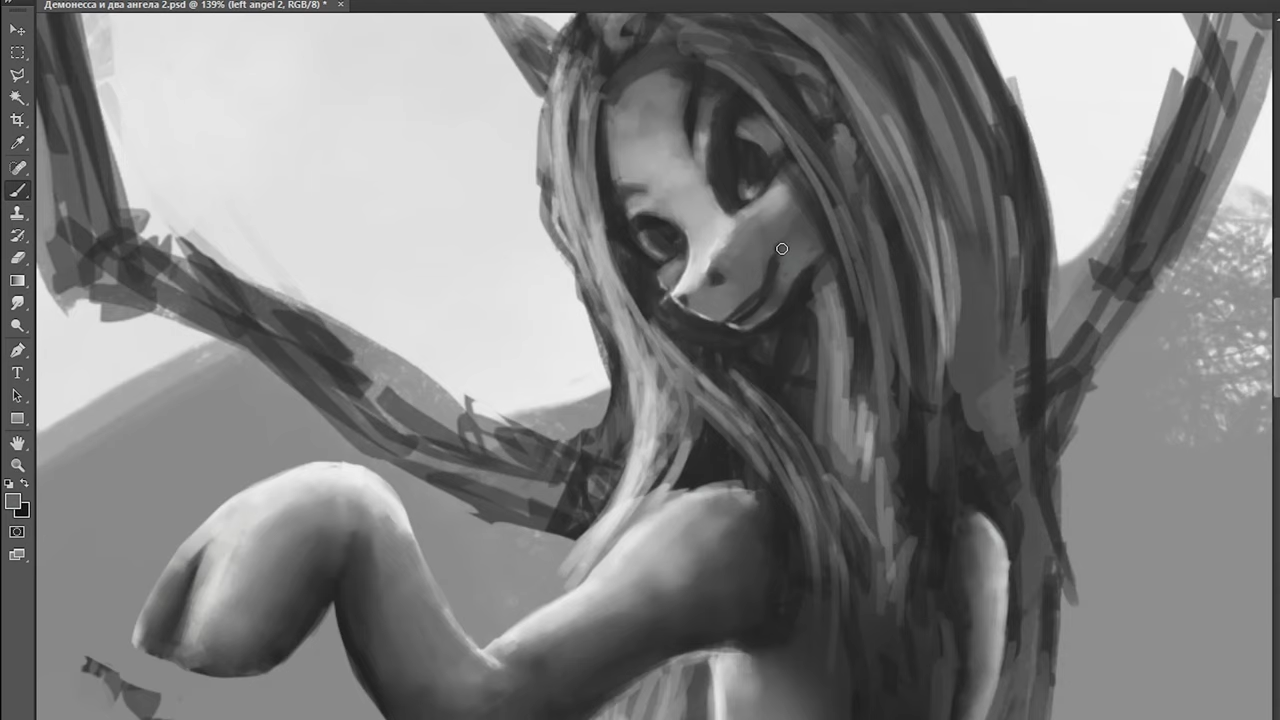 Демонесса и два ангела 2.psd @ 139% (left angel 2, RGB/8) *